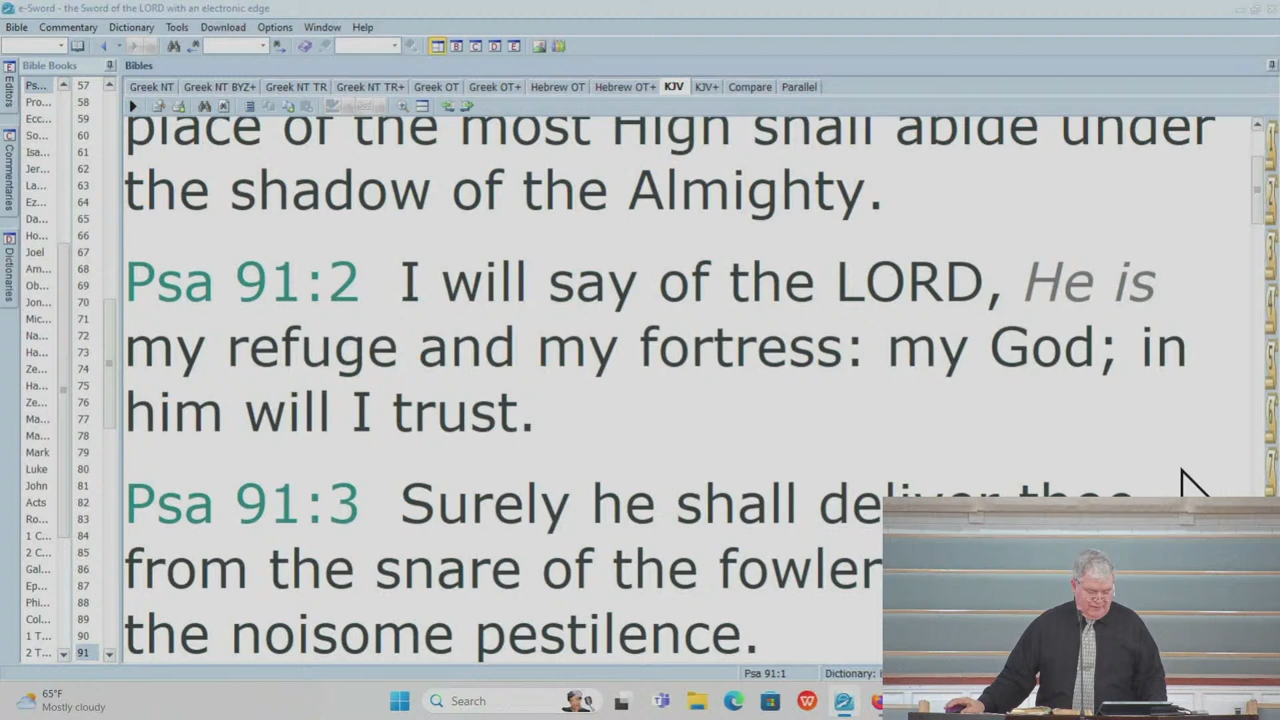 e-Sword - the Sword of the LORD with an electronic edge
Bible Commentary Dictionary Tools Download Options Window Help
Bible Books
Bibles
Greek NT Greek NT BYZ+ Greek NT TR Greek NT TR+ Greek OT Greek OT+ Hebrew OT Hebrew OT+ KJV KJV+ Compare Parallel
Editors
Commentaries
Dictionaries
Ps... 57
Pro... 58
Ecc... 59
So... 60
Isa... 61
Jer... 62
La... 63
Ez... 64
Da... 65
Ho... 66
Joel 67
Am... 68
Ob... 69
Jon... 70
Mic... 71
Na... 72
Ha... 73
Ze... 74
Ha... 75
Ze... 76
Ma... 77
Ma... 78
Mark 79
Luke 80
John 81
Acts 82
Ro... 83
1 C... 84
2 C... 85
Gal... 86
Ep... 87
Phi... 88
Col... 89
1 T... 90
2 T... 91
place of the most High shall abide under
the shadow of the Almighty.
Psa 91:2 I will say of the LORD, He is
my refuge and my fortress: my God; in
him will I trust.
Psa 91:3 Surely he shall deliver thee
from the snare of the fowler
the noisome pestilence.
Psa 91:1 Dictionary:
65°F
Mostly cloudy
Search